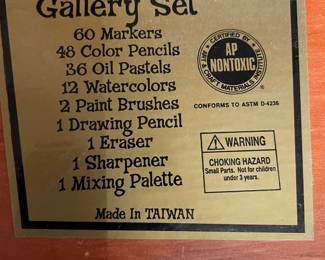 Gallery Set
60 Markers
48 Color Pencils
36 Oil Pastels
12 Watercolors
2 Paint Brushes
1 Drawing Pencil
1 Eraser
1 Sharpener
1 Mixing Palette
Made In TAIWAN
CERTIFIED BY
AP
NONTOXIC
ART & CRAFT MATERIALS INSTITUTE
CONFORMS TO ASTM D-4236
WARNING
CHOKING HAZARD
Small Parts. Not for children
under 3 years.